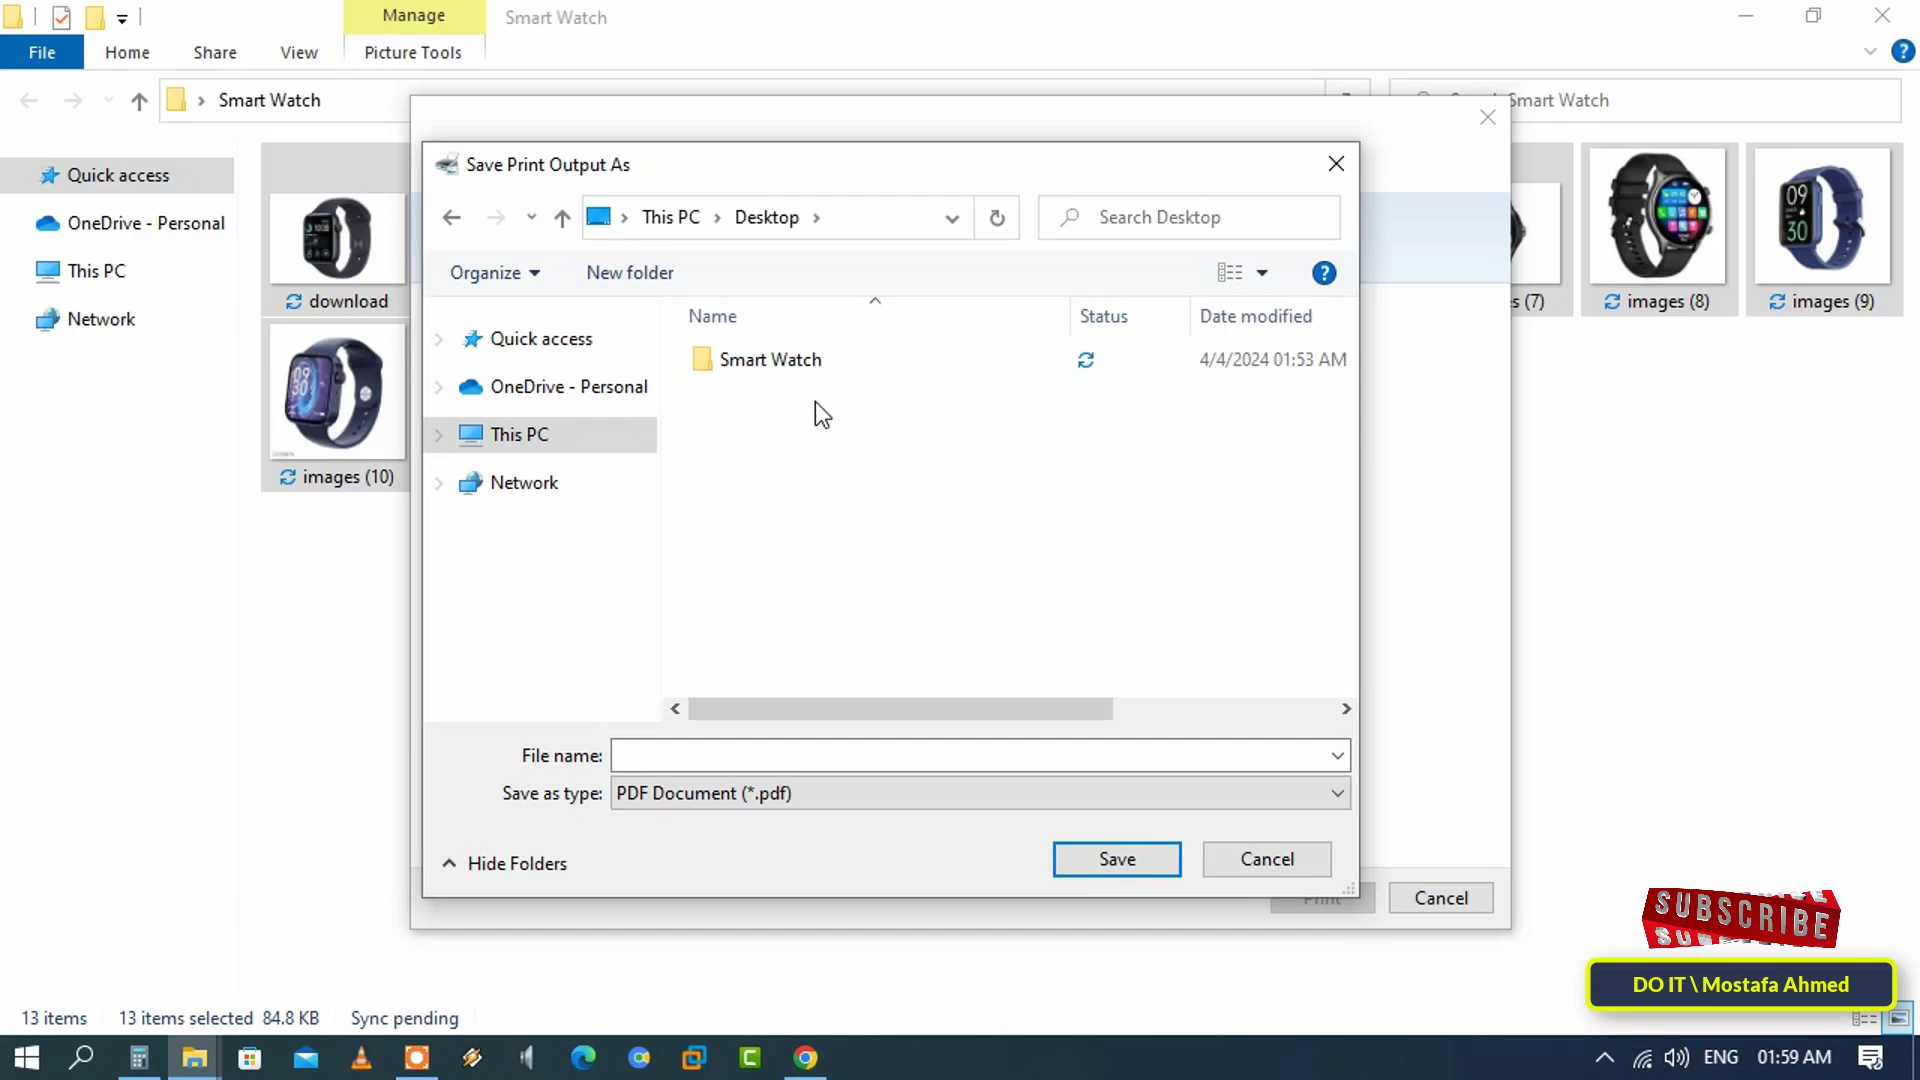 Manage
Smart Watch
File
Home
Share
View
Picture Tools
Smart Watch
Smart Watch
Quick access
OneDrive - Personal
This PC
Network
download
images (10)
s (7)
images (8)
images (9)
Save Print Output As
This PC
Desktop
Search Desktop
Organize
New folder
Name
Status
Date modified
Quick access
OneDrive - Personal
This PC
Network
Smart Watch
4/4/2024 01:53 AM
File name:
Save as type:
PDF Document (*.pdf)
Hide Folders
Save
Cancel
Print
Cancel
SUBSCRIBE
DO IT \ Mostafa Ahmed
13 items
13 items selected 84.8 KB
Sync pending
ENG
01:59 AM